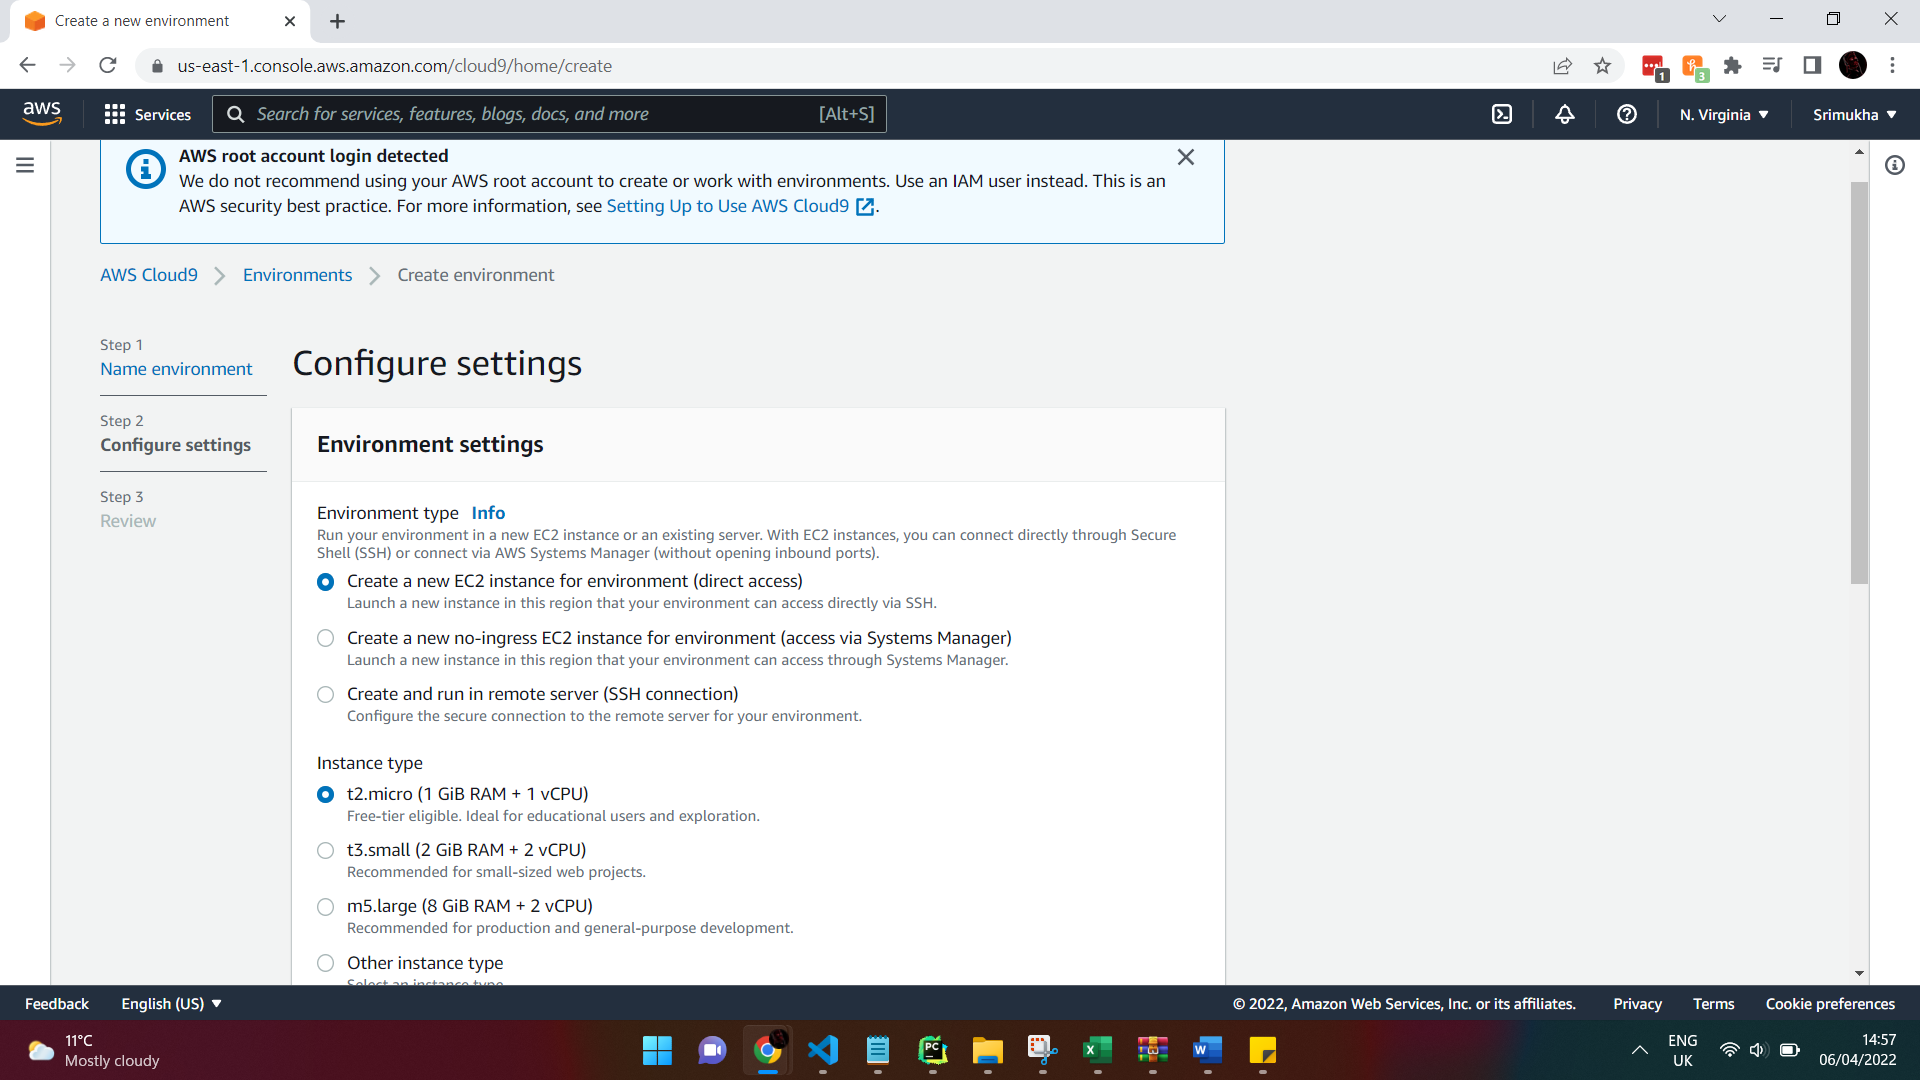 Create a new environment
us-east-1.console.aws.amazon.com/cloud9/home/create
1
3
aws
Services
Search for services, features, blogs, docs, and more
[Alt+S]
N. Virginia
Srimukha
AWS root account login detected
We do not recommend using your AWS root account to create or work with environments. Use an IAM user instead. This is an
AWS security best practice. For more information, see Setting Up to Use AWS Cloud9.
AWS Cloud9
Environments
Create environment
Step 1
Name environment
Step 2
Configure settings
Step 3
Review
Configure settings
Environment settings
Environment type Info
Run your environment in a new EC2 instance or an existing server. With EC2 instances, you can connect directly through Secure
Shell (SSH) or connect via AWS Systems Manager (without opening inbound ports).
Create a new EC2 instance for environment (direct access)
Launch a new instance in this region that your environment can access directly via SSH.
Create a new no-ingress EC2 instance for environment (access via Systems Manager)
Launch a new instance in this region that your environment can access through Systems Manager.
Create and run in remote server (SSH connection)
Configure the secure connection to the remote server for your environment.
Instance type
t2.micro (1 GiB RAM + 1 vCPU)
Free-tier eligible. Ideal for educational users and exploration.
t3.small (2 GiB RAM + 2 vCPU)
Recommended for small-sized web projects.
m5.large (8 GiB RAM + 2 vCPU)
Recommended for production and general-purpose development.
Other instance type
Select an instance type
Feedback
English (US)
© 2022, Amazon Web Services, Inc. or its affiliates.
Privacy
Terms
Cookie preferences
11°C
Mostly cloudy
PC
X
W
ENG
UK
14:57
06/04/2022